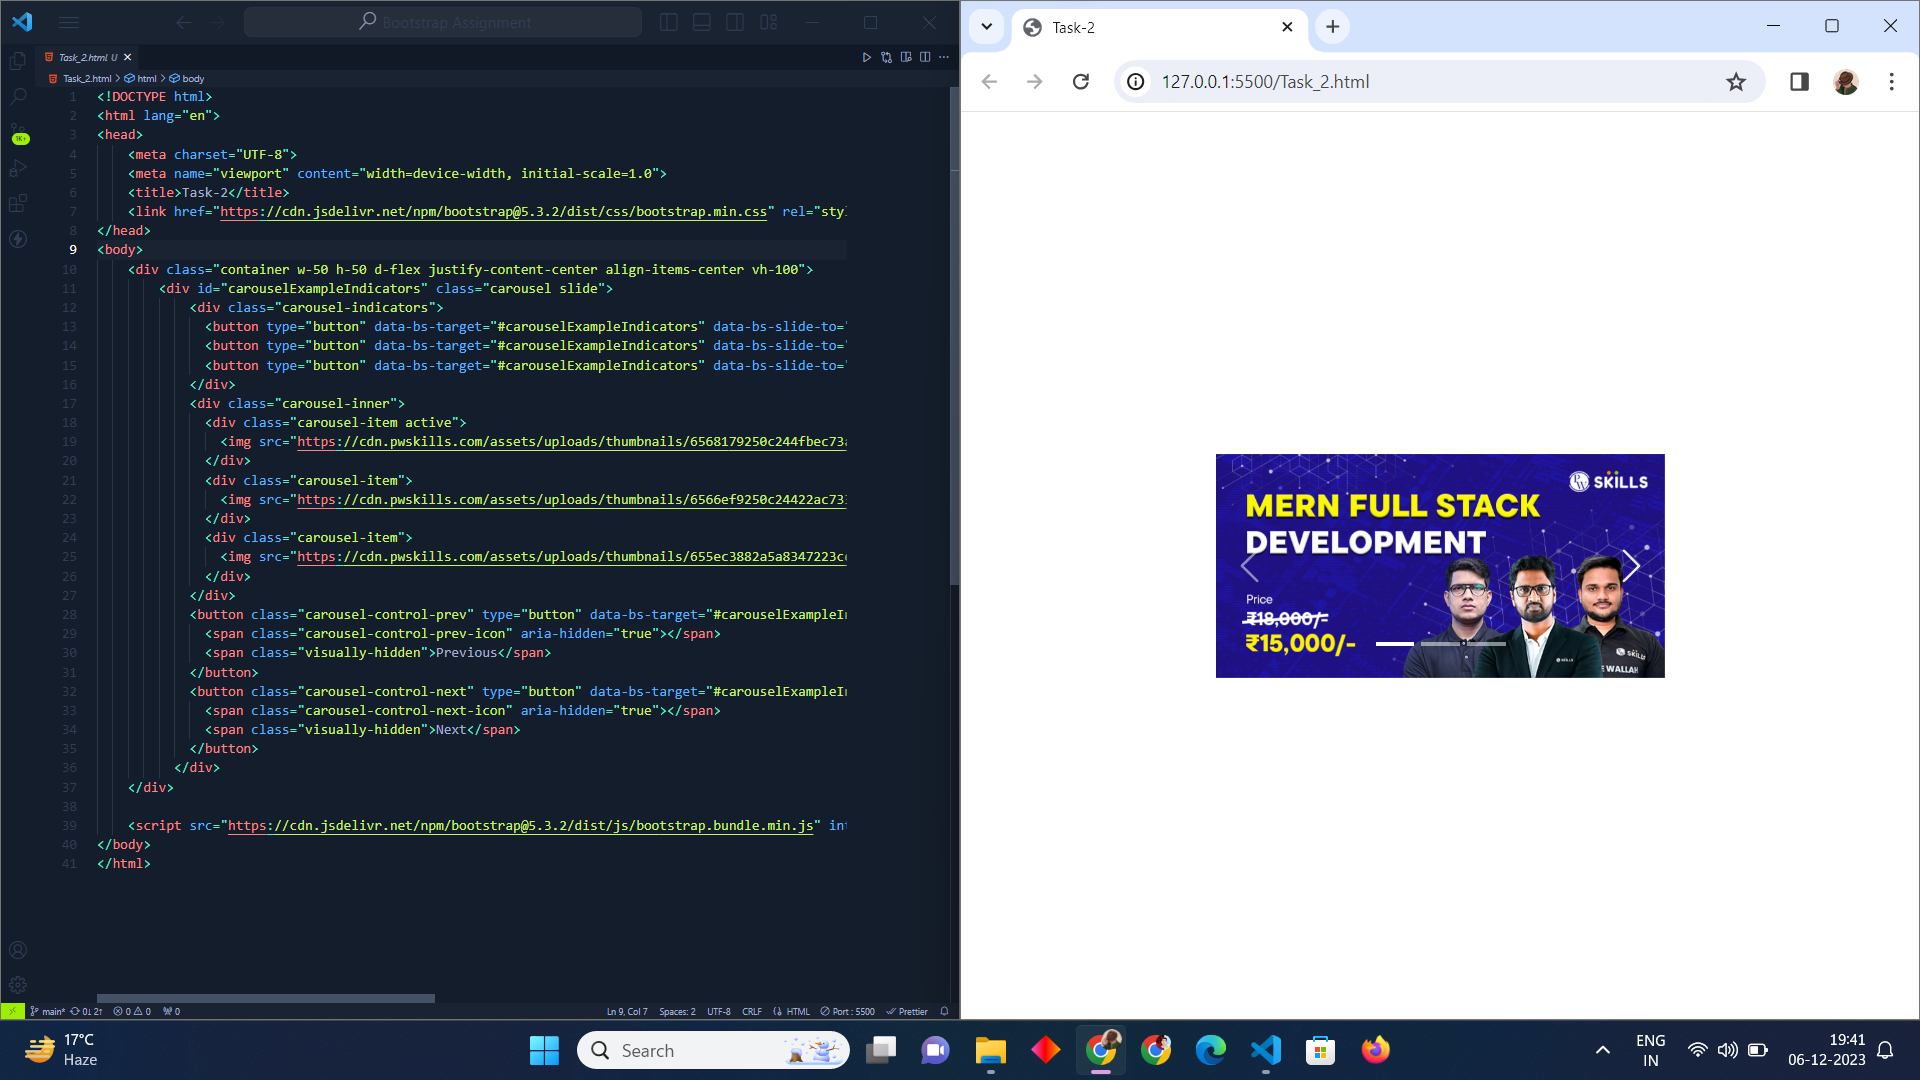 Bootstrap Assignment
Task_2.html U
Task_2.html > html > body
1K+
1 <!DOCTYPE html>
2 <html lang="en">
3 <head>
4 <meta charset="UTF-8">
5 <meta name="viewport" content="width=device-width, initial-scale=1.0">
6 <title>Task-2</title>
7 <link href="https://cdn.jsdelivr.net/npm/bootstrap@5.3.2/dist/css/bootstrap.min.css" rel="sty
8 </head>
9 <body>
10 <div class="container w-50 h-50 d-flex justify-content-center align-items-center vh-100">
11 <div id="carouselExampleIndicators" class="carousel slide">
12 <div class="carousel-indicators">
13 <button type="button" data-bs-target="#carouselExampleIndicators" data-bs-slide-to="
14 <button type="button" data-bs-target="#carouselExampleIndicators" data-bs-slide-to="
15 <button type="button" data-bs-target="#carouselExampleIndicators" data-bs-slide-to="
16 </div>
17 <div class="carousel-inner">
18 <div class="carousel-item active">
19 <img src="https://cdn.pwskills.com/assets/uploads/thumbnails/6568179250c244fbec73a
20 </div>
21 <div class="carousel-item">
22 <img src="https://cdn.pwskills.com/assets/uploads/thumbnails/6566ef9250c24422ac73
23 </div>
24 <div class="carousel-item">
25 <img src="https://cdn.pwskills.com/assets/uploads/thumbnails/655ec3882a5a8347223c
26 </div>
27 </div>
28 <button class="carousel-control-prev" type="button" data-bs-target="#carouselExampleI
29 <span class="carousel-control-prev-icon" aria-hidden="true"></span>
30 <span class="visually-hidden">Previous</span>
31 </button>
32 <button class="carousel-control-next" type="button" data-bs-target="#carouselExampleI
33 <span class="carousel-control-next-icon" aria-hidden="true"></span>
34 <span class="visually-hidden">Next</span>
35 </button>
36 </div>
37 </div>
38
39 <script src="https://cdn.jsdelivr.net/npm/bootstrap@5.3.2/dist/js/bootstrap.bundle.min.js" in
40 </body>
41 </html>
main* 0↓ 2↑ 0 0 0 Ln 9, Col 7 Spaces: 2 UTF-8 CRLF HTML Port : 5500 Prettier
Task-2
127.0.0.1:5500/Task_2.html
PW SKILLS
MERN FULL STACK
DEVELOPMENT
Price
₹18,000/-
₹15,000/-
SKILLS
SKILLS
E WALLAH
17°C
Haze
Search
ENG
IN
19:41
06-12-2023